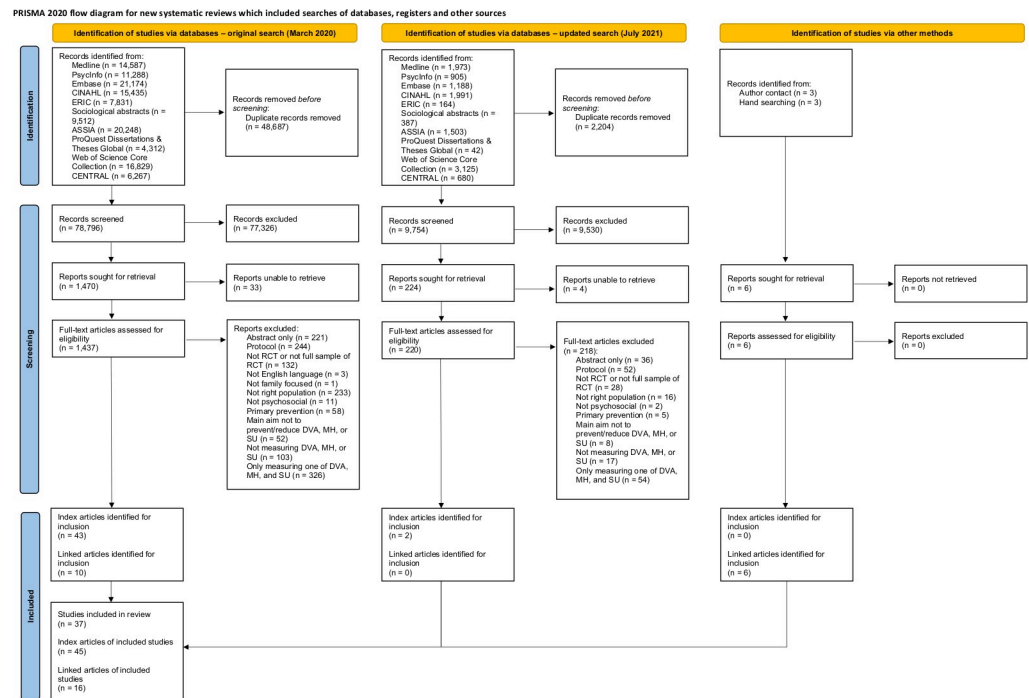 PRISMA 2020 flow diagram for new systematic reviews which included searches of databases, registers and other sources
Identification of studies via databases – original search (March 2020)
Identification of studies via databases – updated search (July 2021)
Identification of studies via other methods
Identification
Records identified from:
Medline (n = 14,587)
PsycInfo (n = 11,288)
Embase (n = 21,174)
CINAHL (n = 15,435)
ERIC (n = 7,831)
Sociological abstracts (n =
9,512)
ASSIA (n = 20,248)
ProQuest Dissertations &
Theses Global (n = 4,312)
Web of Science Core
Collection (n = 16,829)
CENTRAL (n = 6,267)
Records removed before
screening:
Duplicate records removed
(n = 48,687)
Records identified from:
Medline (n = 1,973)
PsycInfo (n = 905)
Embase (n = 1,188)
CINAHL (n = 1,991)
ERIC (n = 164)
Sociological abstracts (n =
387)
ASSIA (n = 1,503)
ProQuest Dissertations &
Theses Global (n = 42)
Web of Science Core
Collection (n = 3,125)
CENTRAL (n = 680)
Records removed before
screening:
Duplicate records removed
(n = 2,204)
Records identified from:
Author contact (n = 3)
Hand searching (n = 3)
Screening
Records screened
(n = 78,796)
Records excluded
(n = 77,326)
Records screened
(n = 9,754)
Records excluded
(n = 9,530)
Reports sought for retrieval
(n = 1,470)
Reports unable to retrieve
(n = 33)
Reports sought for retrieval
(n = 224)
Reports unable to retrieve
(n = 4)
Reports sought for retrieval
(n = 6)
Reports not retrieved
(n = 0)
Full-text articles assessed for
eligibility
(n = 1,437)
Reports excluded:
Abstract only (n = 221)
Protocol (n = 244)
Not RCT or not full sample of
RCT (n = 132)
Not English language (n = 3)
Not family focused (n = 1)
Not right population (n = 233)
Not psychosocial (n = 11)
Primary prevention (n = 58)
Main aim not to
prevent/reduce DVA, MH, or
SU (n = 52)
Not measuring DVA, MH, or
SU (n = 103)
Only measuring one of DVA,
MH, and SU (n = 326)
Full-text articles assessed for
eligibility
(n = 220)
Full-text articles excluded
(n = 218):
Abstract only (n = 36)
Protocol (n = 52)
Not RCT or not full sample of
RCT (n = 28)
Not right population (n = 16)
Not psychosocial (n = 2)
Primary prevention (n = 5)
Main aim not to
prevent/reduce DVA, MH, or
SU (n = 8)
Not measuring DVA, MH, or
SU (n = 17)
Only measuring one of DVA,
MH, and SU (n = 54)
Reports assessed for eligibility
(n = 6)
Reports excluded
(n = 0)
Included
Index articles identified for
inclusion
(n = 43)
Linked articles identified for
inclusion
(n = 10)
Index articles identified for
inclusion
(n = 2)
Linked articles identified for
inclusion
(n = 0)
Index articles identified for
inclusion
(n = 0)
Linked articles identified for
inclusion
(n = 6)
Studies included in review
(n = 37)
Index articles of included studies
(n = 45)
Linked articles of included
studies
(n = 16)